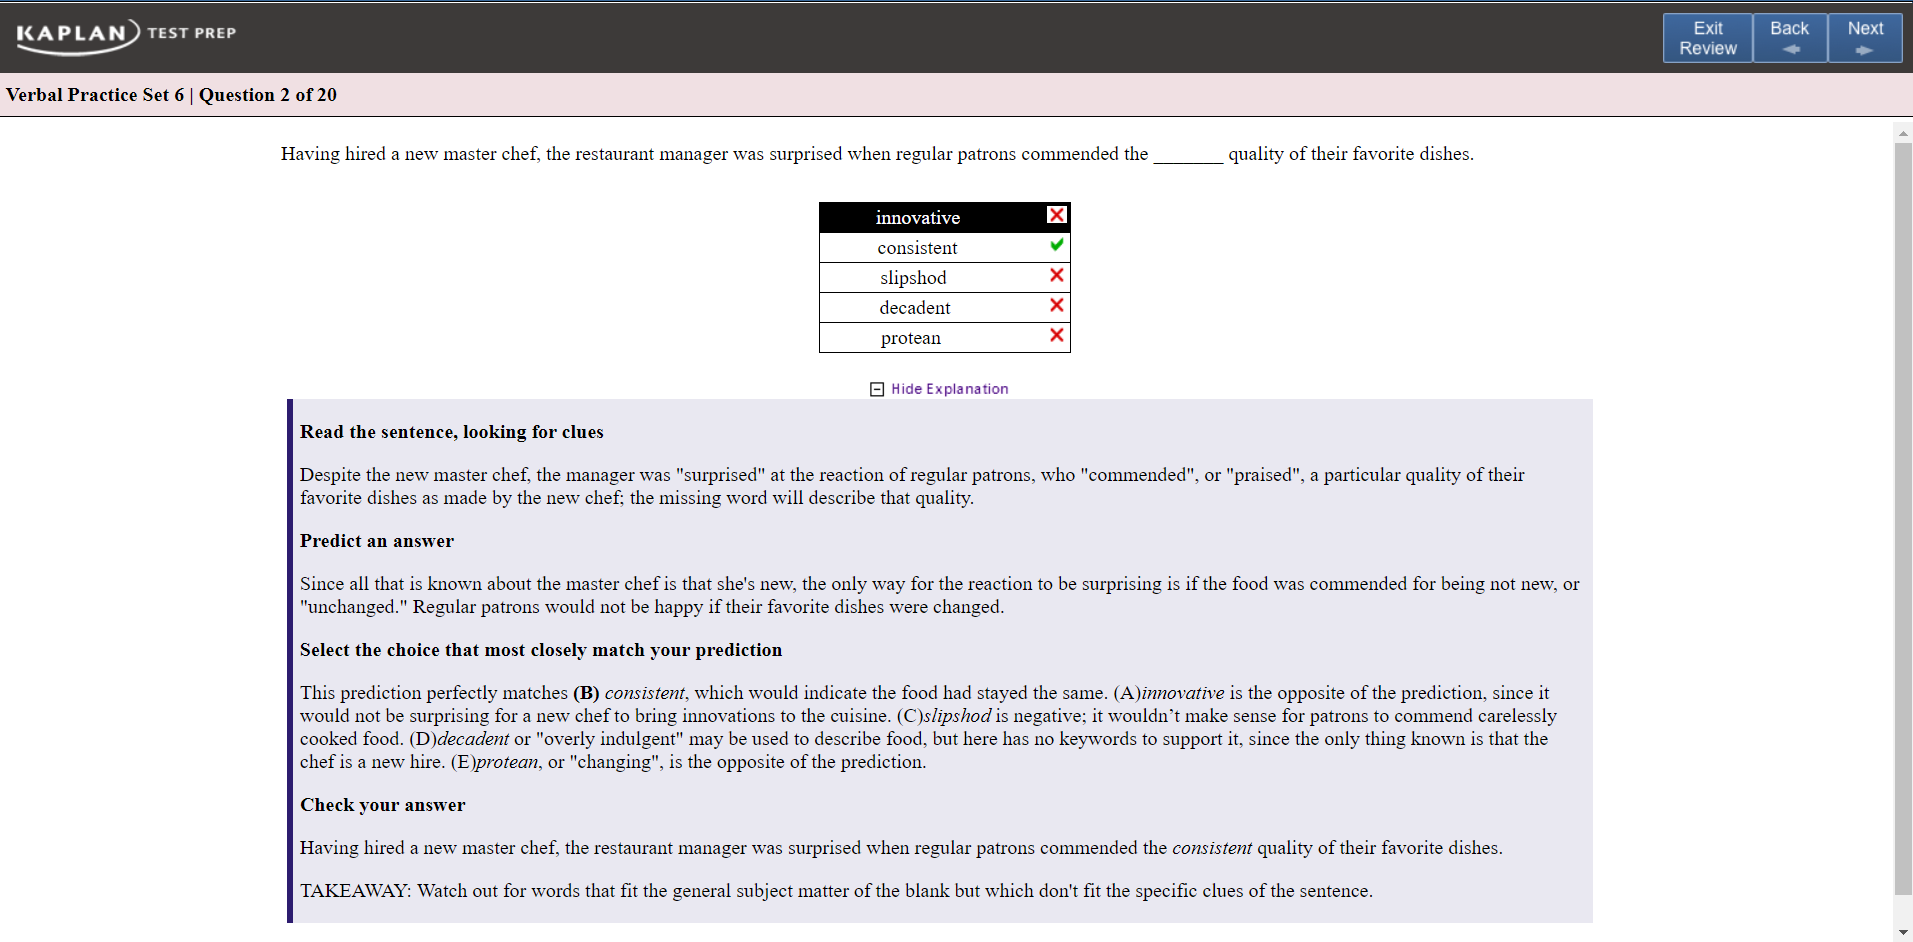 KAPLAN TEST PREP
Exit Review
Back
Next
Verbal Practice Set 6 | Question 2 of 20
Having hired a new master chef, the restaurant manager was surprised when regular patrons commended the _______ quality of their favorite dishes.
innovative
consistent
slipshod
decadent
protean
Hide Explanation
Read the sentence, looking for clues
Despite the new master chef, the manager was "surprised" at the reaction of regular patrons, who "commended", or "praised", a particular quality of their
favorite dishes as made by the new chef; the missing word will describe that quality.
Predict an answer
Since all that is known about the master chef is that she's new, the only way for the reaction to be surprising is if the food was commended for being not new, or
"unchanged." Regular patrons would not be happy if their favorite dishes were changed.
Select the choice that most closely match your prediction
This prediction perfectly matches (B) consistent, which would indicate the food had stayed the same. (A)innovative is the opposite of the prediction, since it
would not be surprising for a new chef to bring innovations to the cuisine. (C)slipshod is negative; it wouldn’t make sense for patrons to commend carelessly
cooked food. (D)decadent or "overly indulgent" may be used to describe food, but here has no keywords to support it, since the only thing known is that the
chef is a new hire. (E)protean, or "changing", is the opposite of the prediction.
Check your answer
Having hired a new master chef, the restaurant manager was surprised when regular patrons commended the consistent quality of their favorite dishes.
TAKEAWAY: Watch out for words that fit the general subject matter of the blank but which don't fit the specific clues of the sentence.